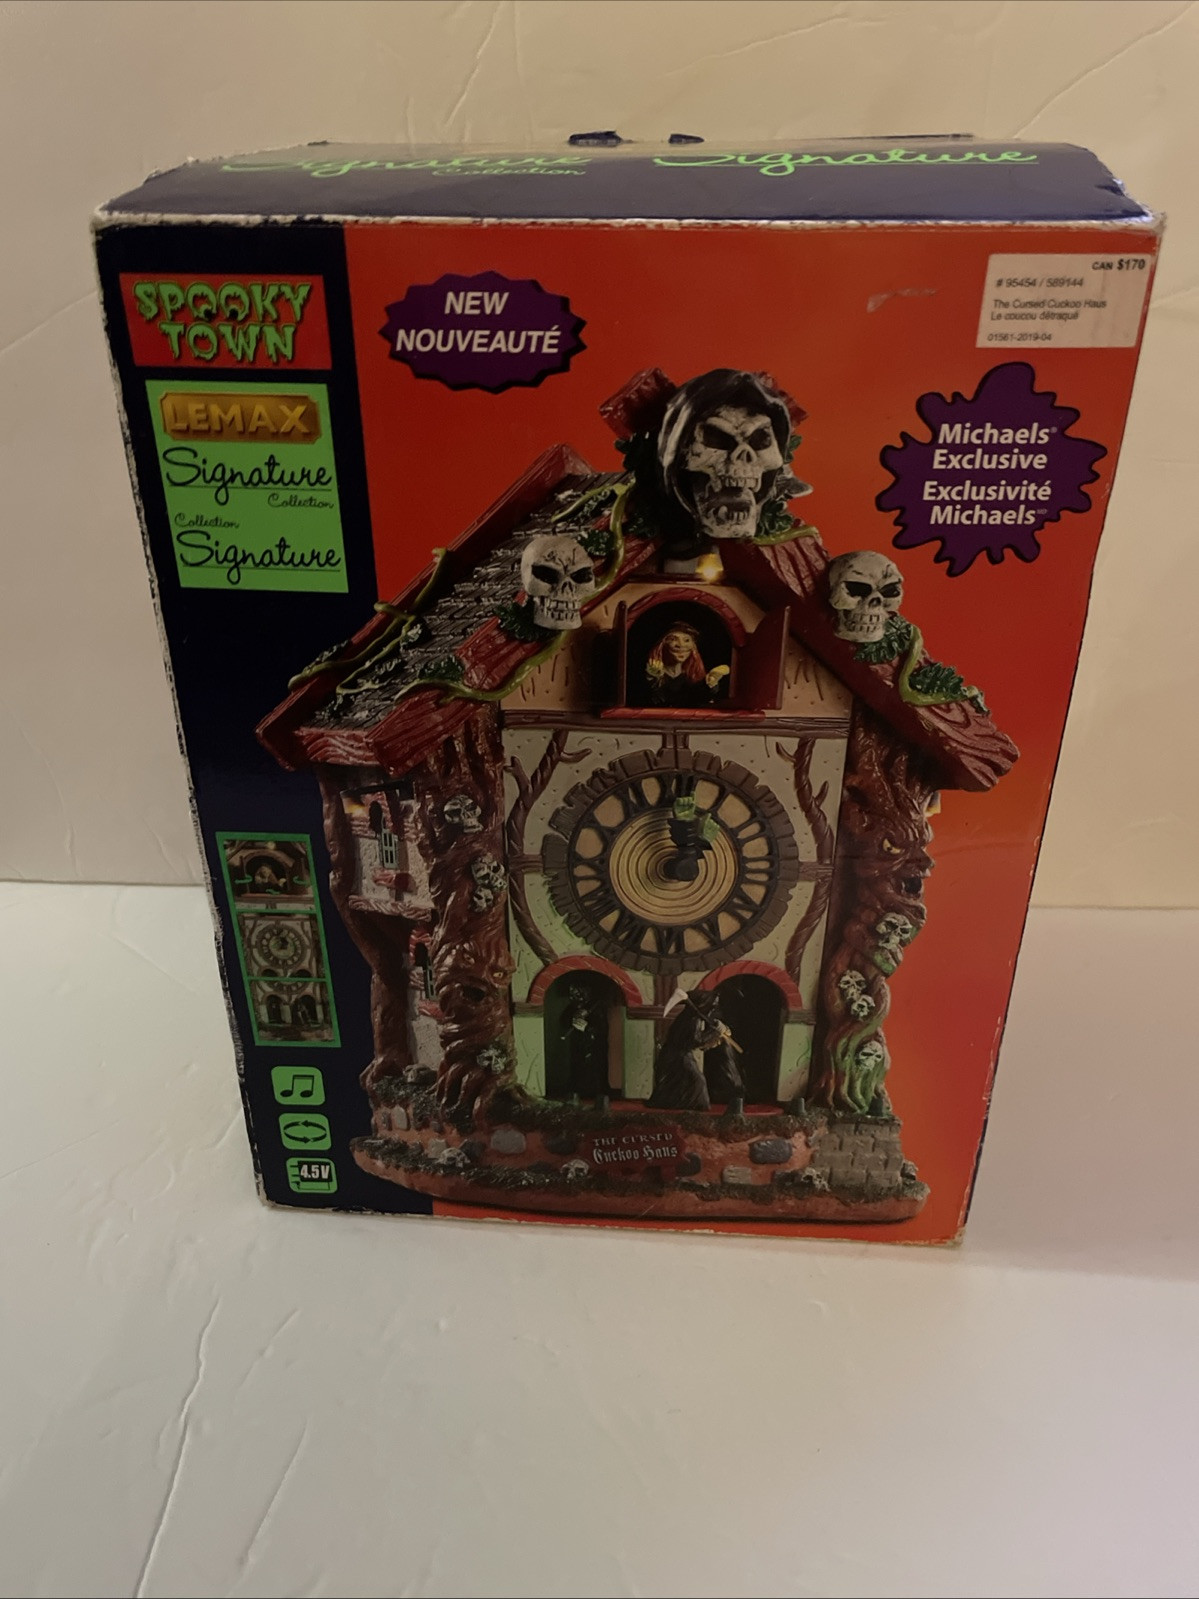 Signature
Collection
Signature
SPOOKY
TOWN
LEMAX
Signature
Collection
Collection
Signature
NEW
NOUVEAUTÉ
CAN $170
# 95454 / 589144
The Cursed Cuckoo Haus
Le coucou détraqué
01561-2019-04
Michaels®
Exclusive
Exclusivité
Michaels
THE CURSED
Cuckoo Haus
4.5V